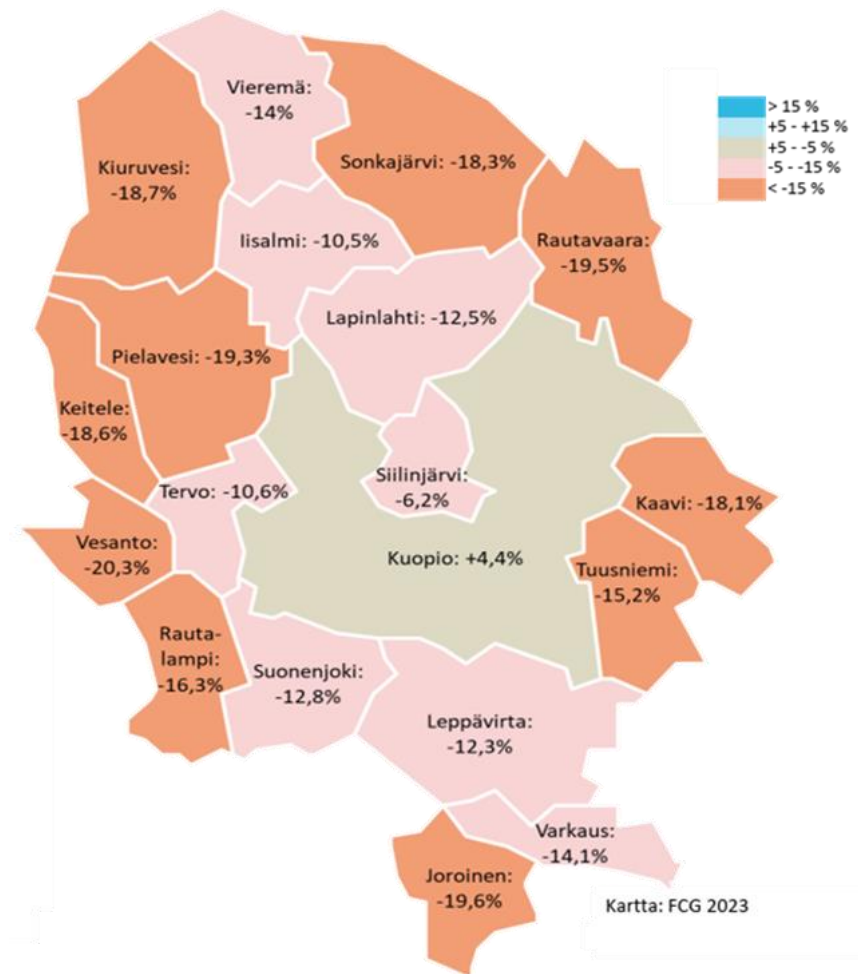 Vieremä:
-14%
> 15 %
+5 - +15 %
+5 - -5 %
-5 - -15 %
< -15 %
Kiuruvesi:
-18,7%
Sonkajärvi: -18,3%
Iisalmi: -10,5%
Rautavaara:
-19,5%
Lapinlahti: -12,5%
Pielavesi: -19,3%
Keitele:
-18,6%
Siilinjärvi:
-6,2%
Tervo: -10,6%
Kaavi: -18,1%
Vesanto:
-20,3%
Kuopio: +4,4%
Tuusniemi:
-15,2%
Rauta-
lampi:
-16,3%
Suonenjoki:
-12,8%
Leppävirta:
-12,3%
Varkaus:
-14,1%
Joroinen:
-19,6%
Kartta: FCG 2023